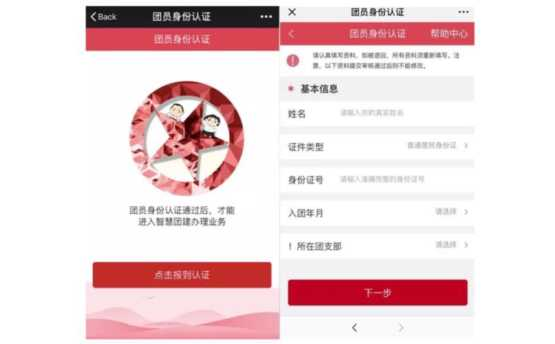 Back 团员身份认证
团员身份认证
团员身份认证通过后，才能
进入智慧团建办理业务
点击报到认证
团员身份认证
团员身份认证 帮助中心
请认真填写资料，如被退回，所有资料须重新填写。注
意，以下资料提交审核通过后则不能修改。
* 基本信息
姓名 请输入您的真实姓名
证件类型 普通居民身份证
身份证号 请输入准确完整的身份证号
入团年月 请选择
！所在团支部 请选择
下一步